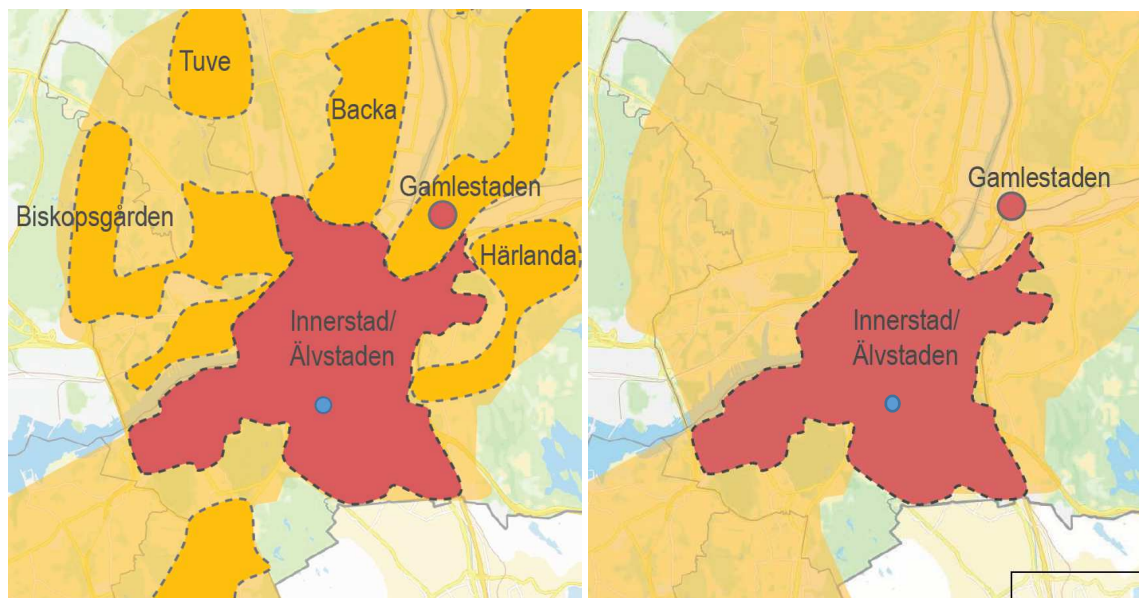 Tuve
Backa
Gamlestaden
Biskopsgården
Härlanda
Innerstad/
Älvstaden
Gamlestaden
Innerstad/
Älvstaden